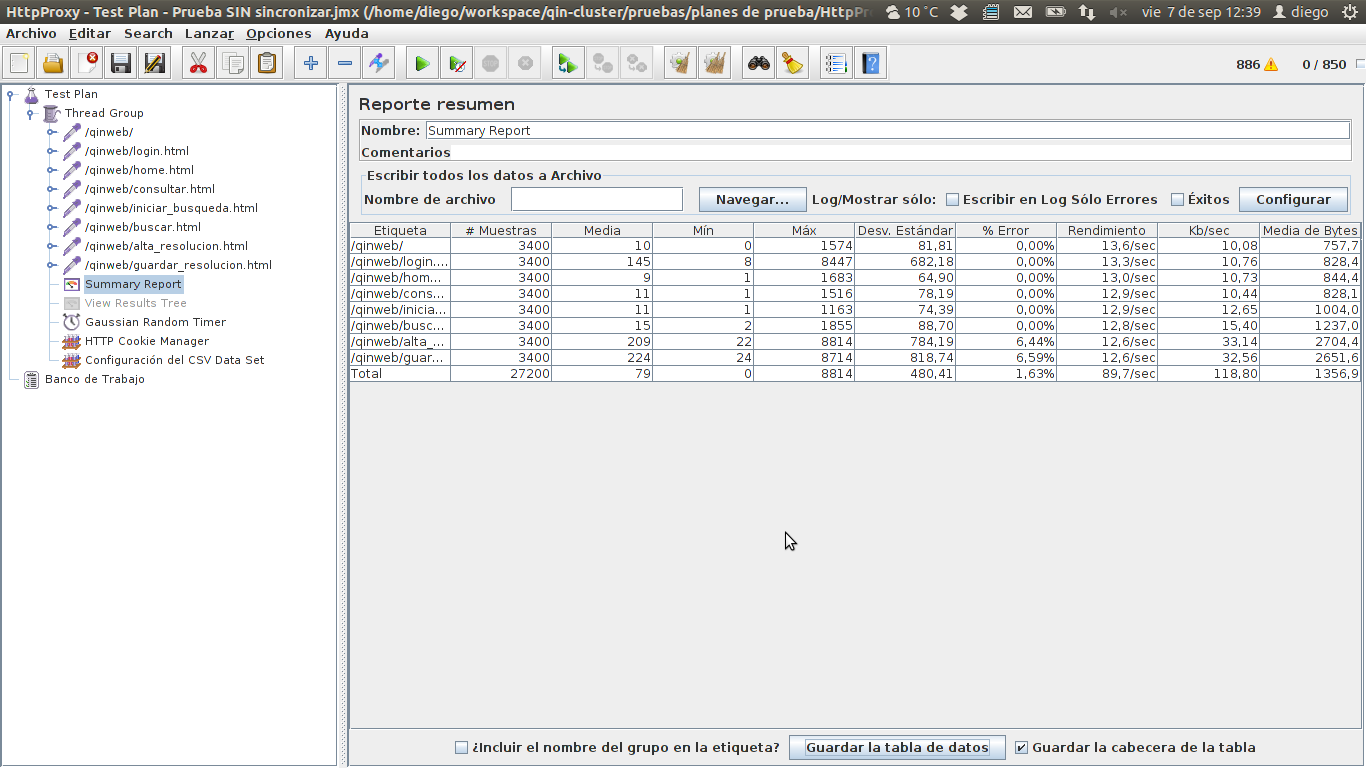 HttpProxy - Test Plan - Prueba SIN sincronizar.jmx (/home/diego/workspace/qin-cluster/pruebas/planes de prueba/HttpPr 10 °C vie 7 de sep 12:39 diego
Archivo Editar Search Lanzar Opciones Ayuda
886 0 / 850
Test Plan
Thread Group
/qinweb/
/qinweb/login.html
/qinweb/home.html
/qinweb/consultar.html
/qinweb/iniciar_busqueda.html
/qinweb/buscar.html
/qinweb/alta_resolucion.html
/qinweb/guardar_resolucion.html
Summary Report
View Results Tree
Gaussian Random Timer
HTTP Cookie Manager
Configuración del CSV Data Set
Banco de Trabajo
Reporte resumen
Nombre: Summary Report
Comentarios
Escribir todos los datos a Archivo
Nombre de archivo Navegar... Log/Mostrar sólo: Escribir en Log Sólo Errores Éxitos Configurar
Etiqueta # Muestras Media Mín Máx Desv. Estándar % Error Rendimiento Kb/sec Media de Bytes
/qinweb/ 3400 10 0 1574 81,81 0,00% 13,6/sec 10,08 757,7
/qinweb/login.... 3400 145 8 8447 682,18 0,00% 13,3/sec 10,76 828,4
/qinweb/hom... 3400 9 1 1683 64,90 0,00% 13,0/sec 10,73 844,4
/qinweb/cons... 3400 11 1 1516 78,19 0,00% 12,9/sec 10,44 828,1
/qinweb/inicia... 3400 11 1 1163 74,39 0,00% 12,9/sec 12,65 1004,0
/qinweb/busc... 3400 15 2 1855 88,70 0,00% 12,8/sec 15,40 1237,0
/qinweb/alta_... 3400 209 22 8814 784,19 6,44% 12,6/sec 33,14 2704,4
/qinweb/guar... 3400 224 24 8714 818,74 6,59% 12,6/sec 32,56 2651,6
Total 27200 79 0 8814 480,41 1,63% 89,7/sec 118,80 1356,9
¿Incluir el nombre del grupo en la etiqueta? Guardar la tabla de datos Guardar la cabecera de la tabla